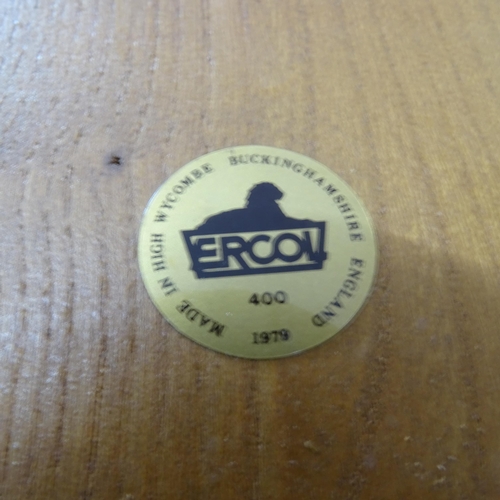 MADE IN HIGH WYCOMBE BUCKINGHAMSHIRE ENGLAND
ERCOL
400
1979